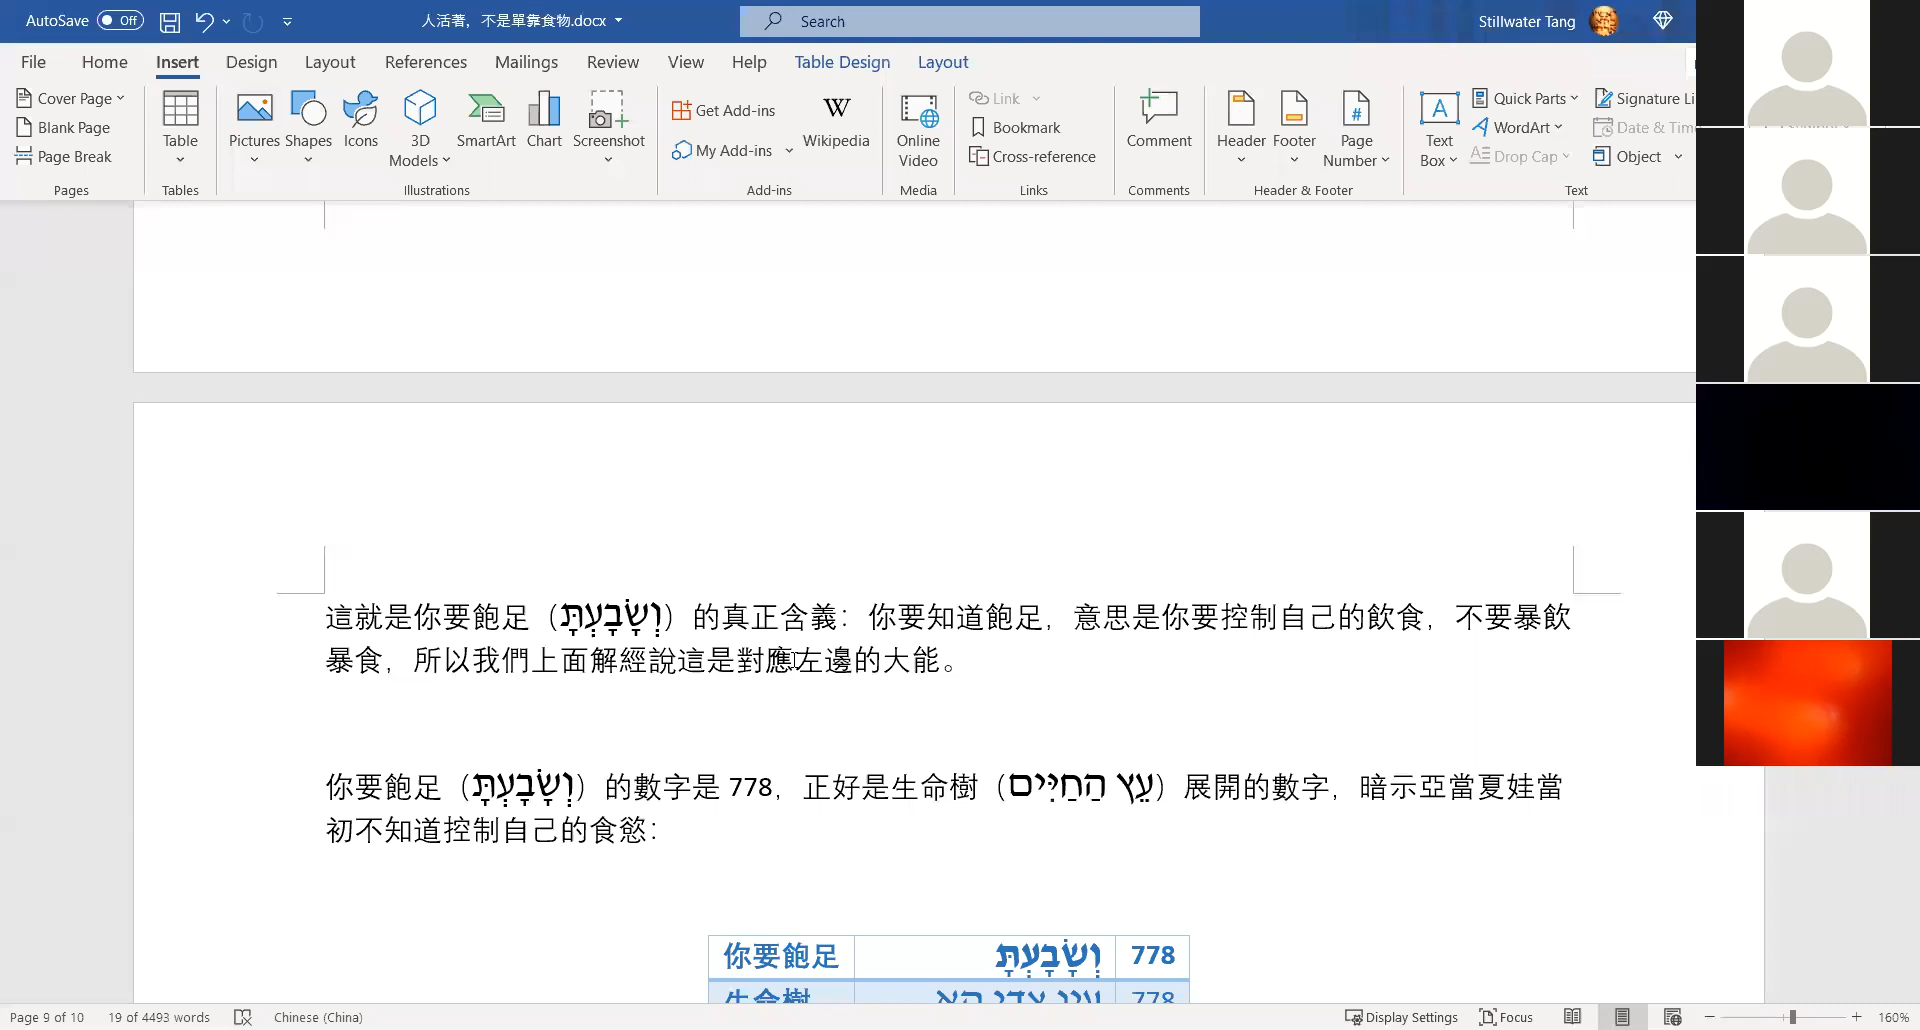 AutoSave Off 人活著，不是單靠食物.docx Search Stillwater Tang
File Home Insert Design Layout References Mailings Review View Help Table Design Layout
Cover Page
Blank Page
Page Break
Pages
Table
Tables
Pictures Shapes Icons 3D Models SmartArt Chart Screenshot
Illustrations
Get Add-ins
My Add-ins
W Wikipedia
Add-ins
Online Video
Media
Link
Bookmark
Cross-reference
Links
Comment
Comments
Header Footer Page Number
Header & Footer
A Text Box
Quick Parts
WordArt
Drop Cap
Signature Li
Date & Tim
Object
Text
這就是你要飽足（וְשָׂבָעְתָּ）的真正含義：你要知道飽足，意思是你要控制自己的飲食，不要暴飲
暴食，所以我們上面解經說這是對應左邊的大能。
你要飽足（וְשָׂבָעְתָּ）的數字是 778，正好是生命樹（עֵץ הַחַיִּים）展開的數字，暗示亞當夏娃當
初不知道控制自己的食慾：
你要飽足 וְשָׂבָעְתָּ 778
生命樹 עין צדי הא 778
Page 9 of 10 19 of 4493 words Chinese (China) Display Settings Focus 160%